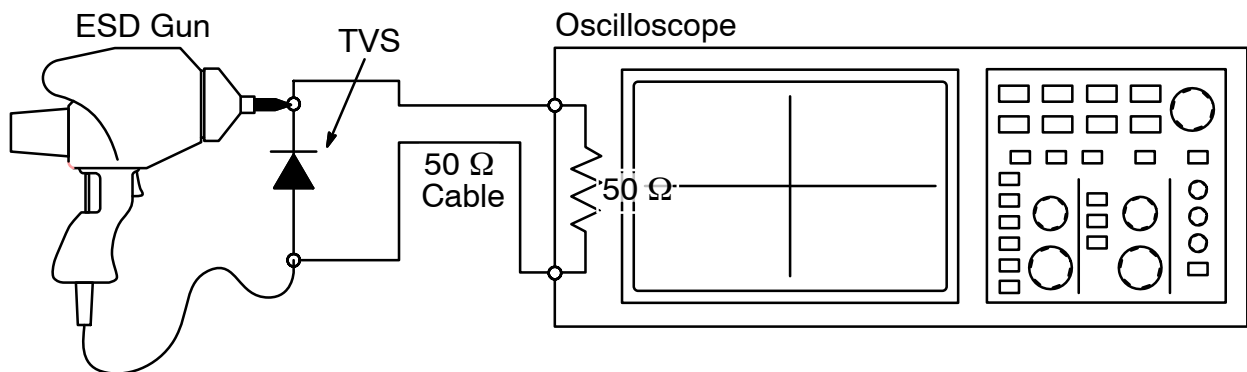 ESD Gun
TVS
Oscilloscope
50 Ω
Cable
50 Ω